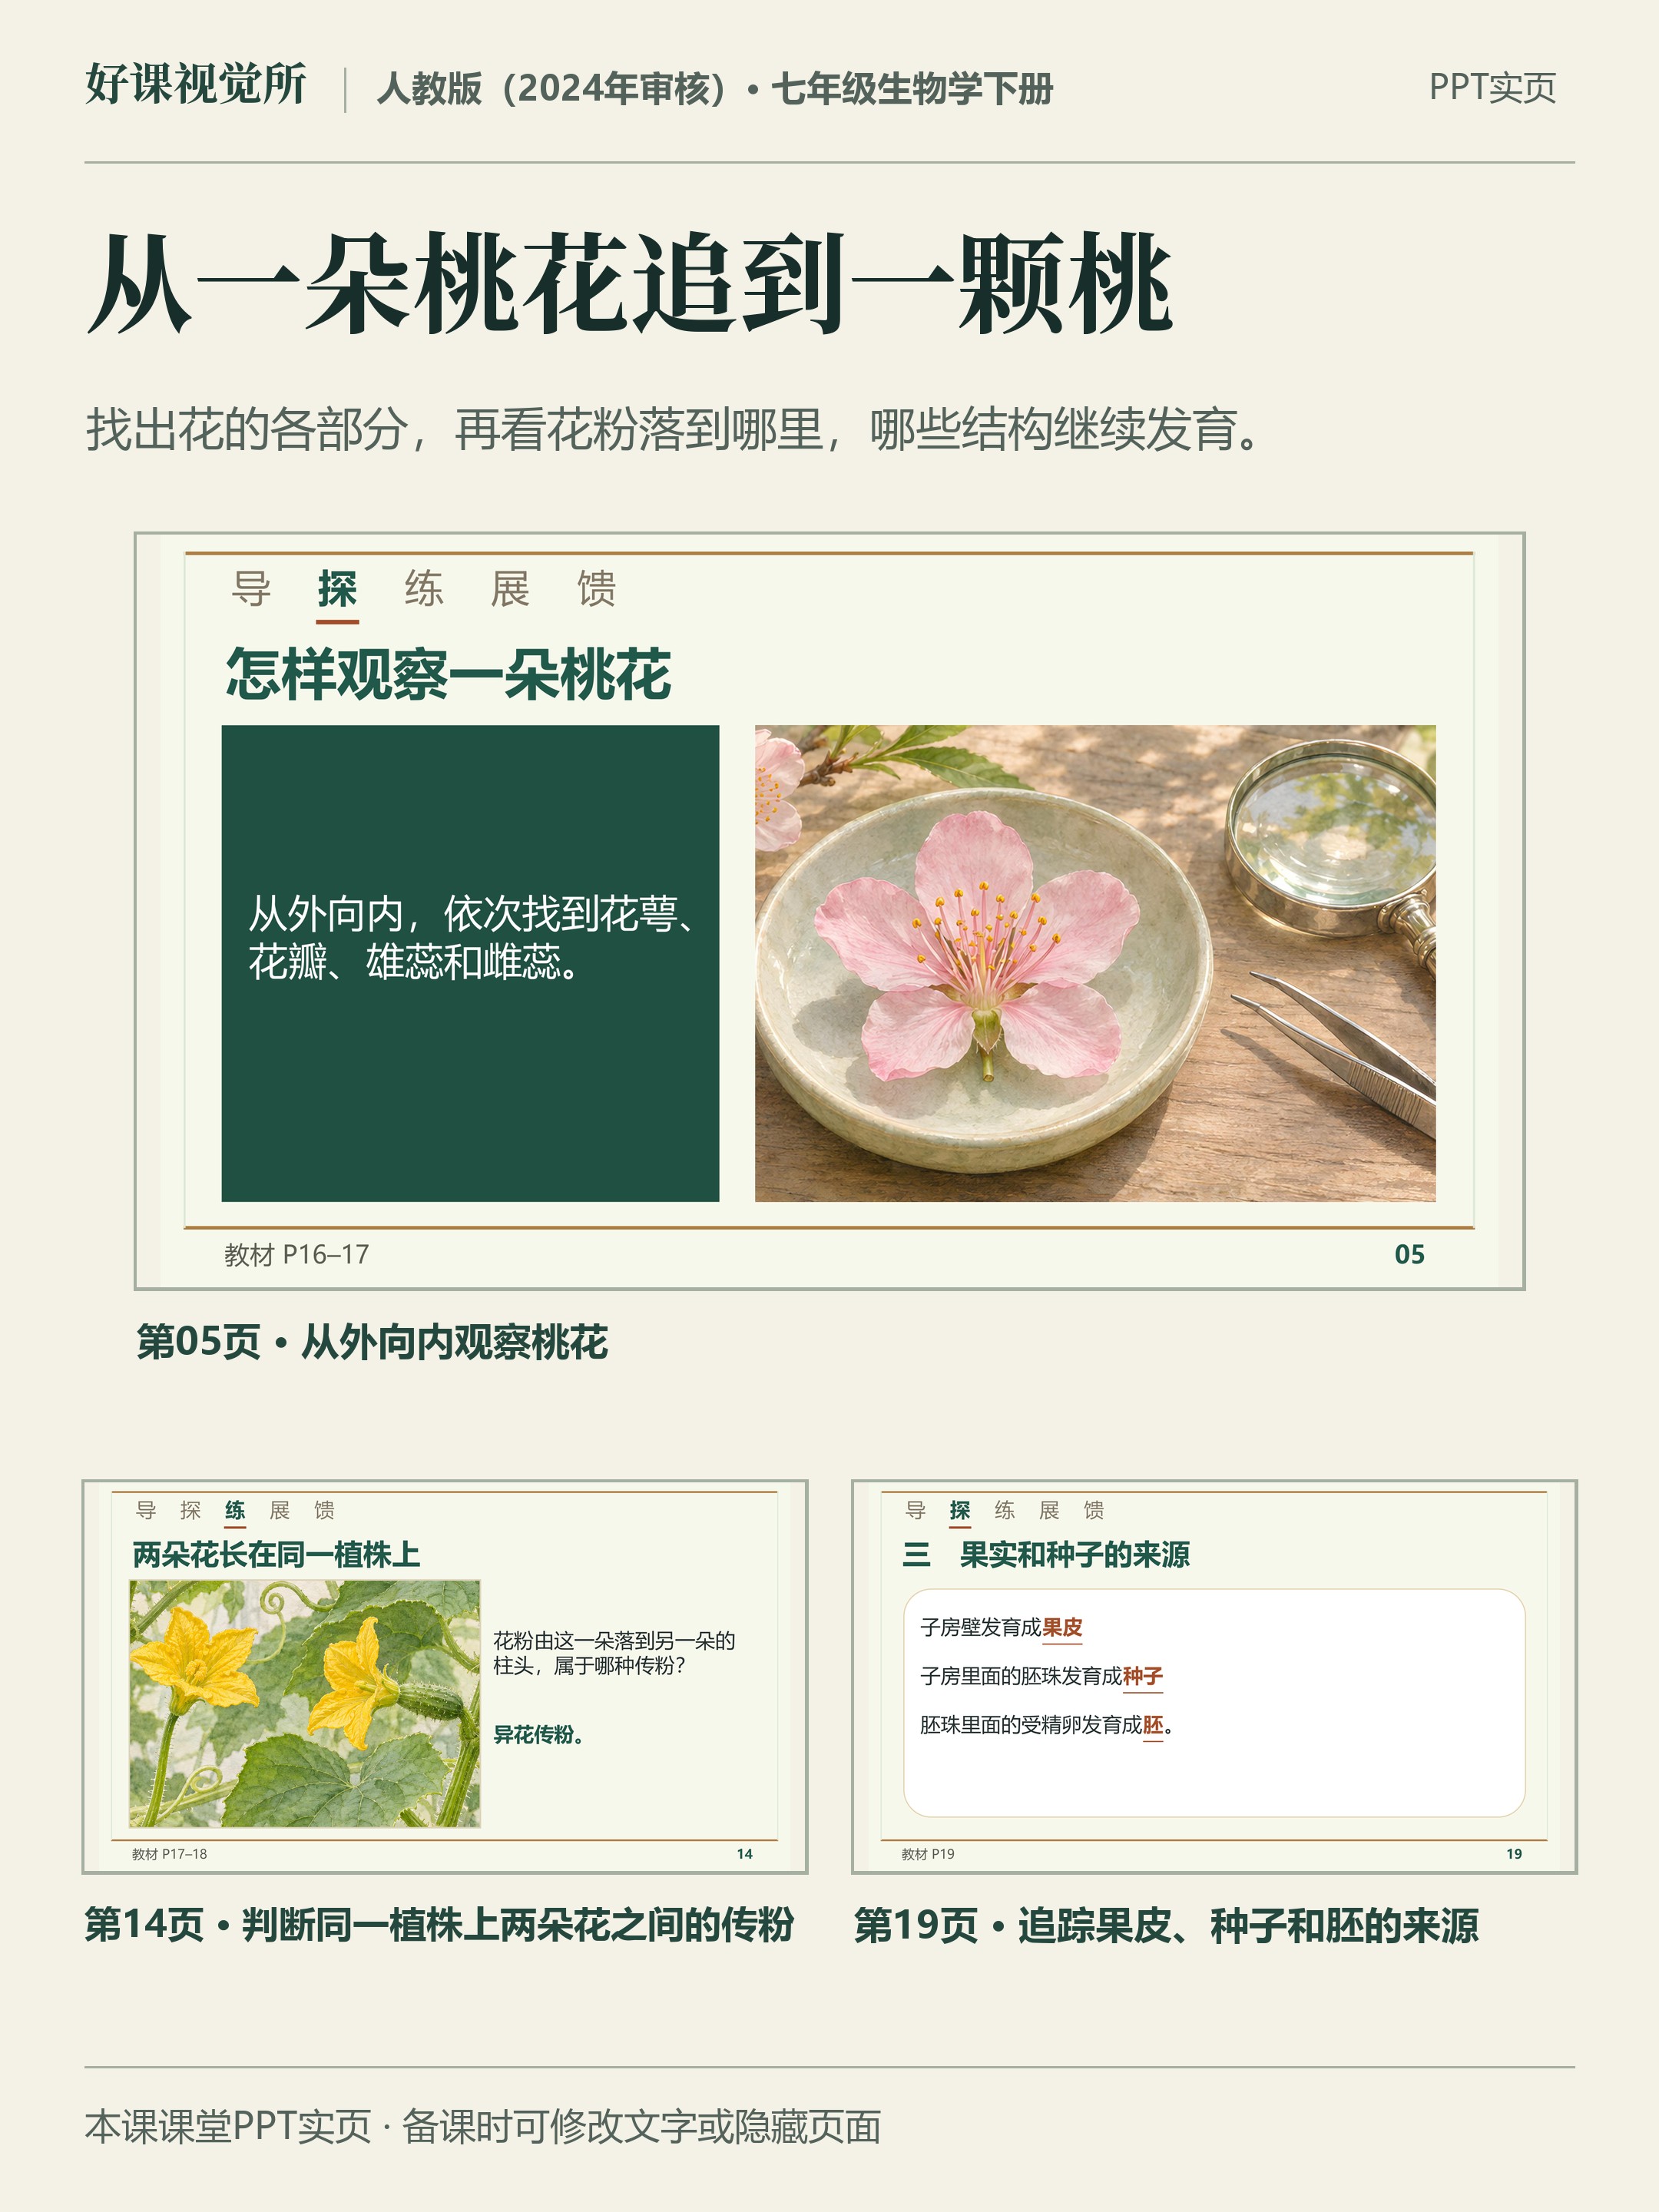 好课视觉所
人教版（2024年审核）• 七年级生物学下册
PPT实页
从一朵桃花追到一颗桃
找出花的各部分，再看花粉落到哪里，哪些结构继续发育。
导 探 练 展 馈
怎样观察一朵桃花
从外向内，依次找到花萼、
花瓣、雄蕊和雌蕊。
教材 P16–17
05
第05页 • 从外向内观察桃花
导 探 练 展 馈
两朵花长在同一植株上
花粉由这一朵落到另一朵的
柱头，属于哪种传粉？
异花传粉。
教材 P17–18
14
第14页 • 判断同一植株上两朵花之间的传粉
导 探 练 展 馈
三 果实和种子的来源
子房壁发育成果皮
子房里面的胚珠发育成种子
胚珠里面的受精卵发育成胚。
教材 P19
19
第19页 • 追踪果皮、种子和胚的来源
本课课堂PPT实页 · 备课时可修改文字或隐藏页面